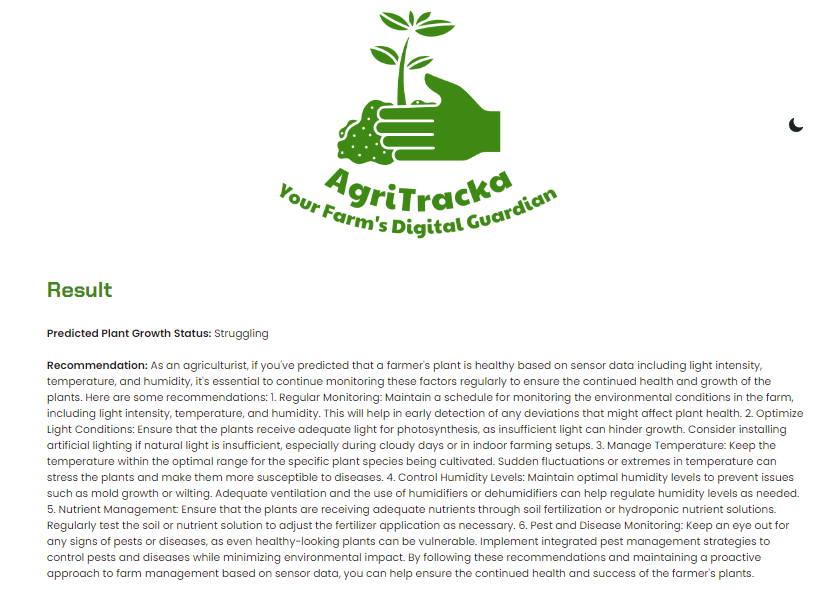 AgriTracka
Your Farm's Digital Guardian
Result
Predicted Plant Growth Status: Struggling
Recommendation: As an agriculturist, if you've predicted that a farmer's plant is healthy based on sensor data including light intensity,
temperature, and humidity, it's essential to continue monitoring these factors regularly to ensure the continued health and growth of the
plants. Here are some recommendations: 1. Regular Monitoring: Maintain a schedule for monitoring the environmental conditions in the farm,
including light intensity, temperature, and humidity. This will help in early detection of any deviations that might affect plant health. 2. Optimize
Light Conditions: Ensure that the plants receive adequate light for photosynthesis, as insufficient light can hinder growth. Consider installing
artificial lighting if natural light is insufficient, especially during cloudy days or in indoor farming setups. 3. Manage Temperature: Keep the
temperature within the optimal range for the specific plant species being cultivated. Sudden fluctuations or extremes in temperature can
stress the plants and make them more susceptible to diseases. 4. Control Humidity Levels: Maintain optimal humidity levels to prevent issues
such as mold growth or wilting. Adequate ventilation and the use of humidifiers or dehumidifiers can help regulate humidity levels as needed.
5. Nutrient Management: Ensure that the plants are receiving adequate nutrients through soil fertilization or hydroponic nutrient solutions.
Regularly test the soil or nutrient solution to adjust the fertilizer application as necessary. 6. Pest and Disease Monitoring: Keep an eye out for
any signs of pests or diseases, as even healthy-looking plants can be vulnerable. Implement integrated pest management strategies to
control pests and diseases while minimizing environmental impact. By following these recommendations and maintaining a proactive
approach to farm management based on sensor data, you can help ensure the continued health and success of the farmer's plants.